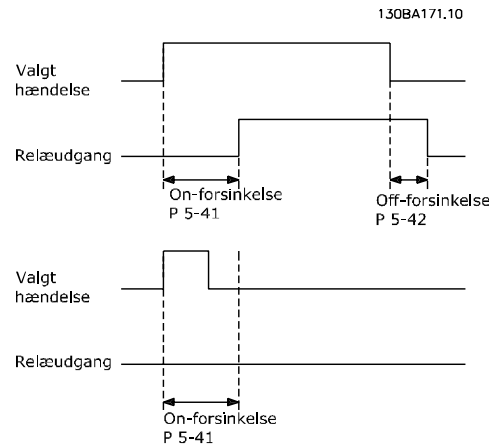 130BA171.10
Valgt
hændelse
Relæudgang
On-forsinkelse
P 5-41
Off-forsinkelse
P 5-42
Valgt
hændelse
Relæudgang
On-forsinkelse
P 5-41